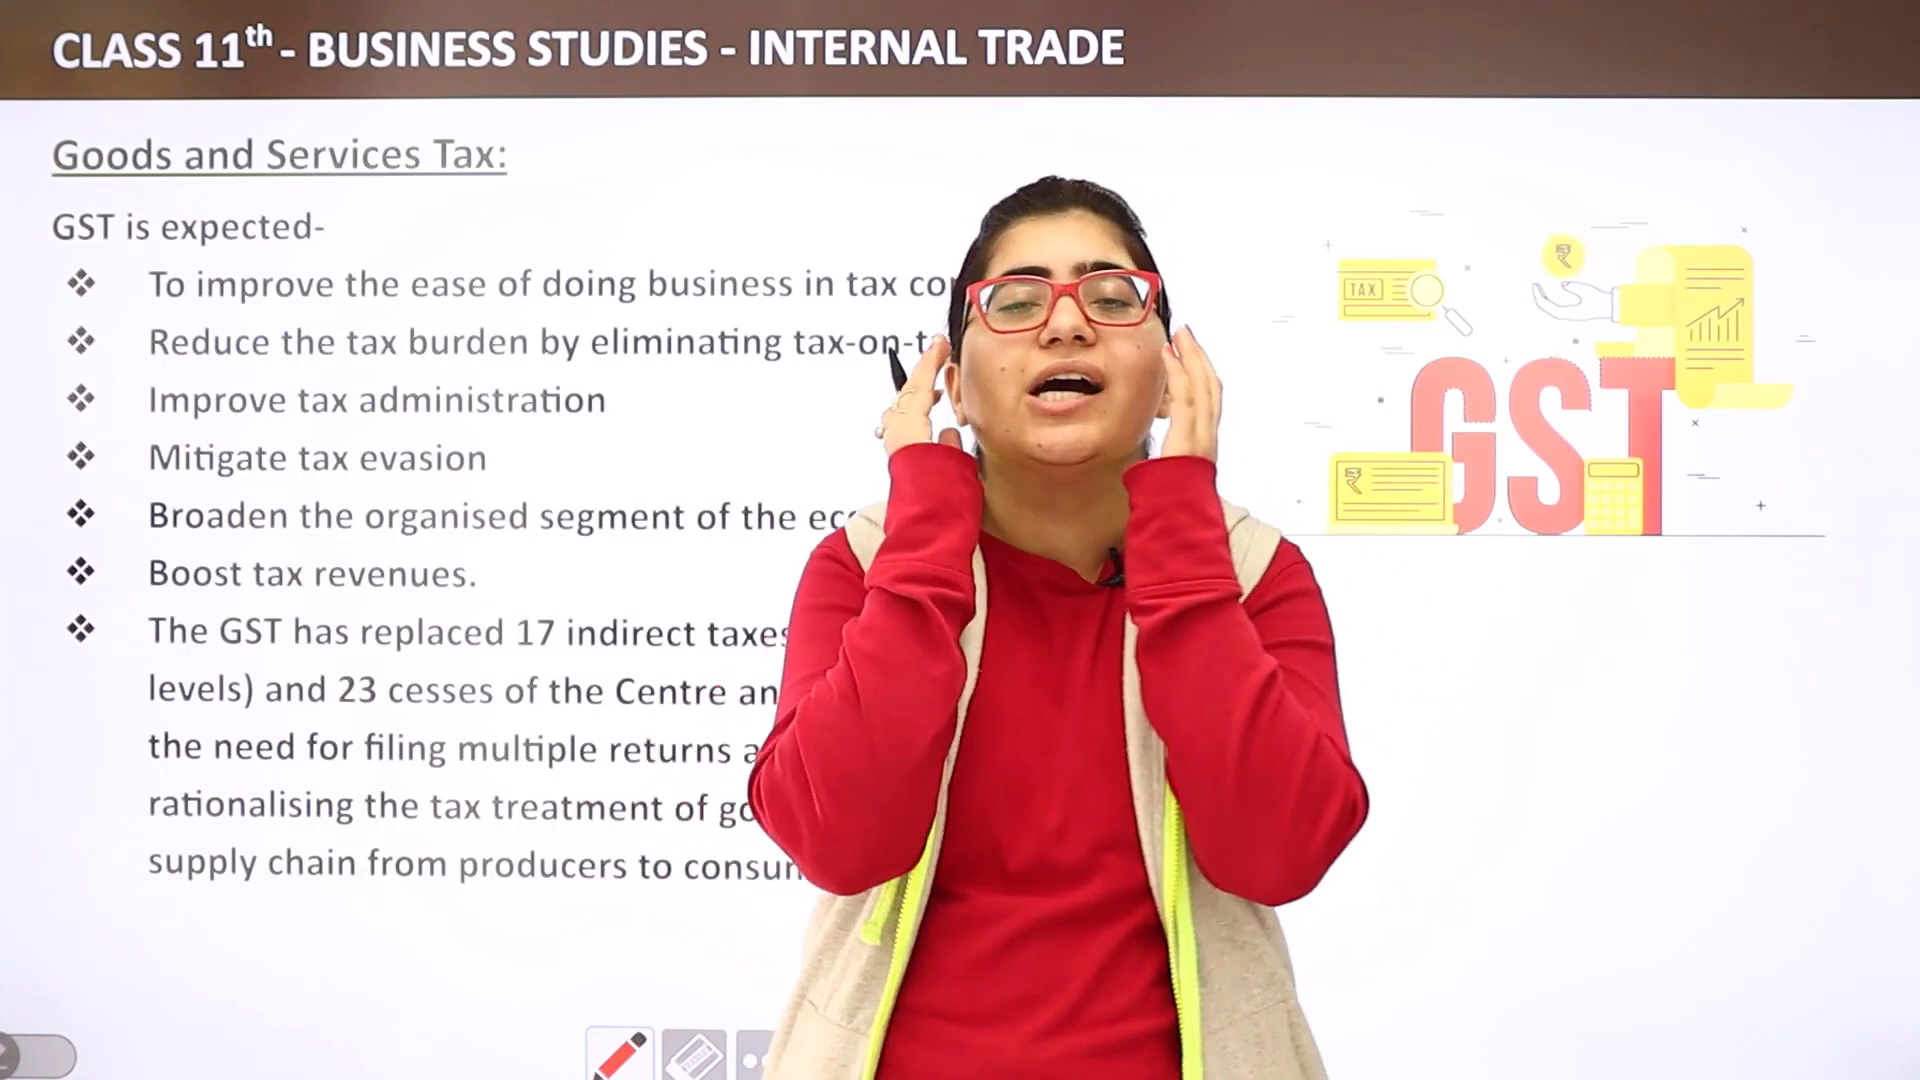 CLASS 11th - BUSINESS STUDIES - INTERNAL TRADE
Goods and Services Tax:
GST is expected-
❖ To improve the ease of doing business in tax
❖ Reduce the tax burden by eliminating tax-on-
❖ Improve tax administration
❖ Mitigate tax evasion
❖ Broaden the organised segment of the
❖ Boost tax revenues.
❖ The GST has replaced 17 indirect taxes
levels) and 23 cesses of the Centre
the need for filing multiple returns
rationalising the tax treatment of
supply chain from producers to
TAX
₹
GST
₹